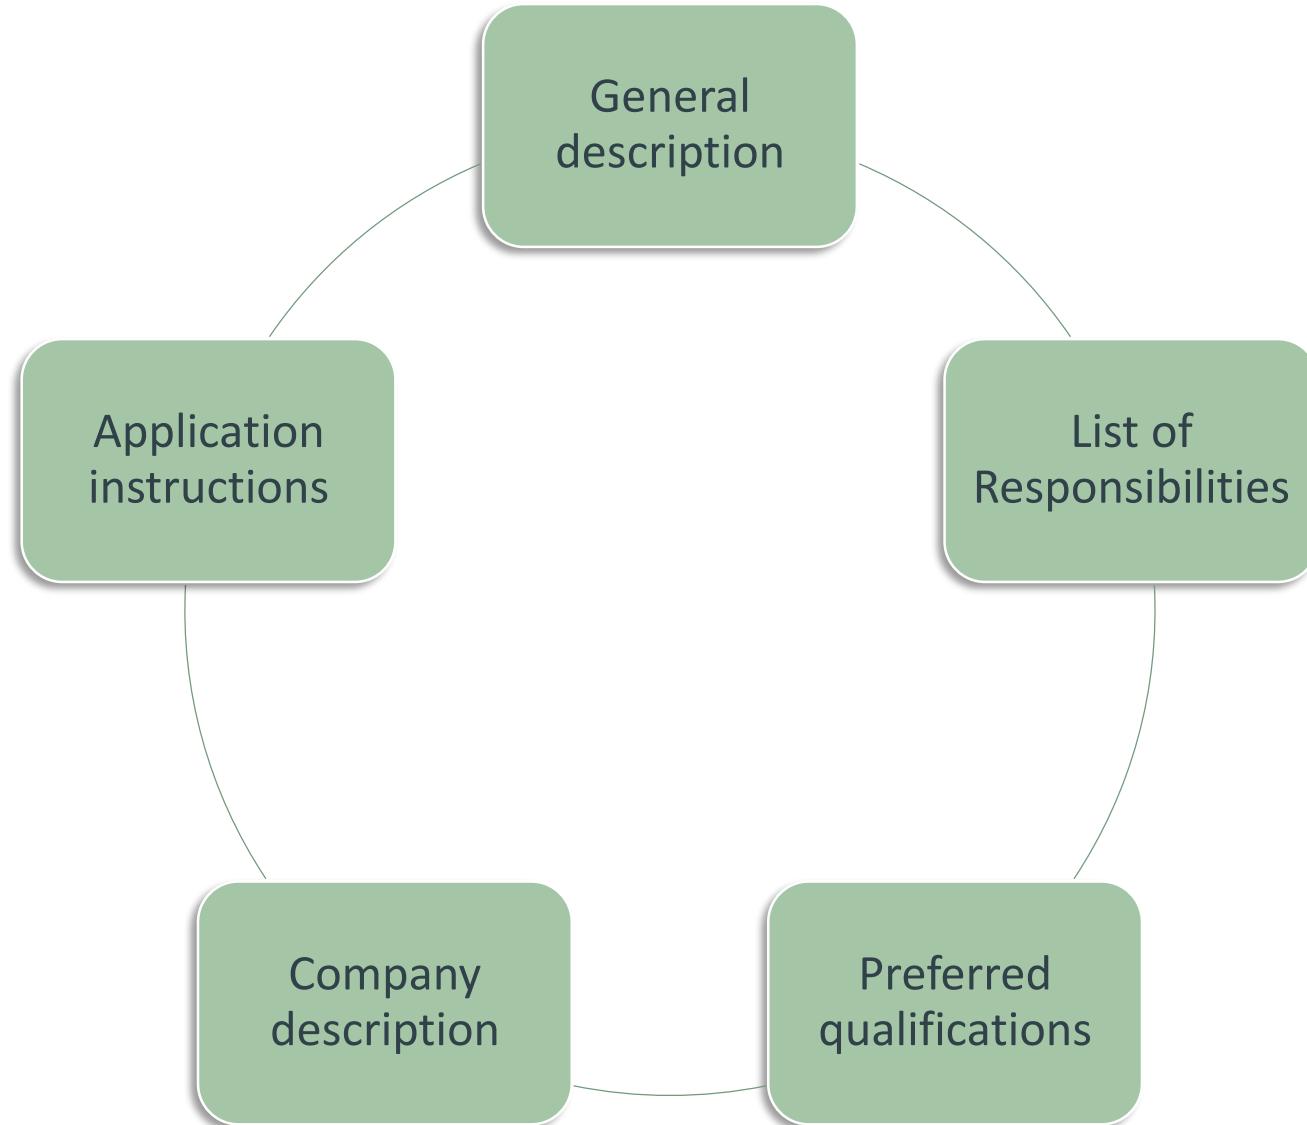 General
description
List of
Responsibilities
Preferred
qualifications
Company
description
Application
instructions